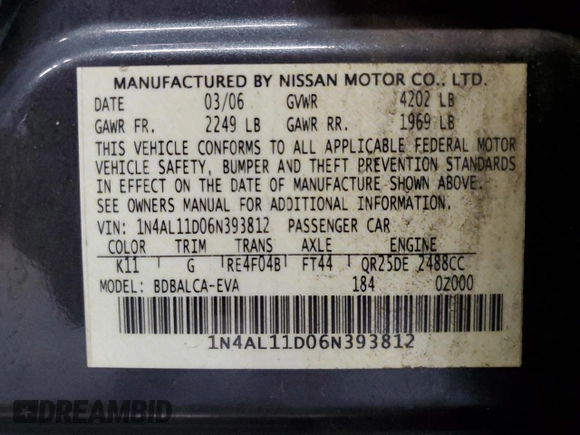 MANUFACTURED BY NISSAN MOTOR CO., LTD.
DATE 03/06 GVWR 4202 LB
GAWR FR. 2249 LB GAWR RR. 1969 LB
THIS VEHICLE CONFORMS TO ALL APPLICABLE FEDERAL MOTOR
VEHICLE SAFETY, BUMPER AND THEFT PREVENTION STANDARDS
IN EFFECT ON THE DATE OF MANUFACTURE SHOWN ABOVE.
SEE OWNERS MANUAL FOR ADDITIONAL INFORMATION.
VIN: 1N4AL11D06N393812 PASSENGER CAR
COLOR TRIM TRANS AXLE ENGINE
K11 G RE4F04B FT44 QR25DE 2488CC
MODEL: BDBALCA-EVA 184 0Z000
1N4AL11D06N393812
DREAMBID